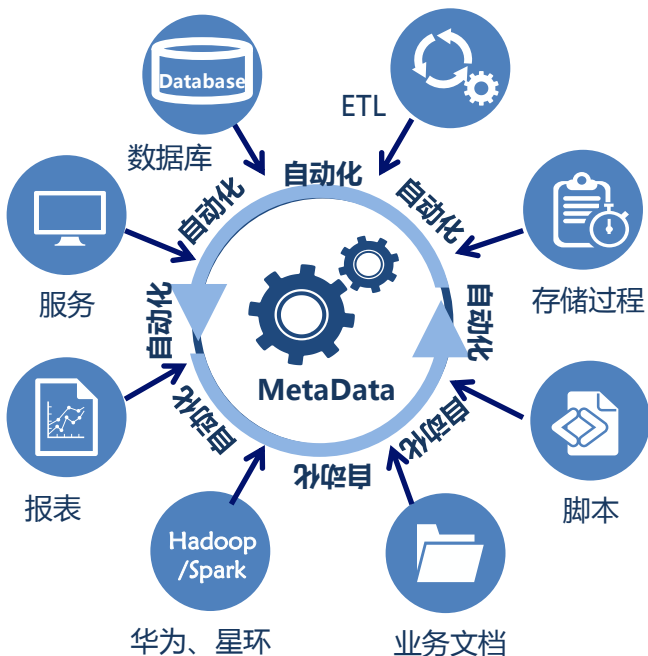 Database
数据库
ETL
自动化
自动化
自动化
服务
存储过程
自动化
自动化
MetaData
报表
脚本
自动化
自动化
自动化
Hadoop
/Spark
华为、星环
业务文档